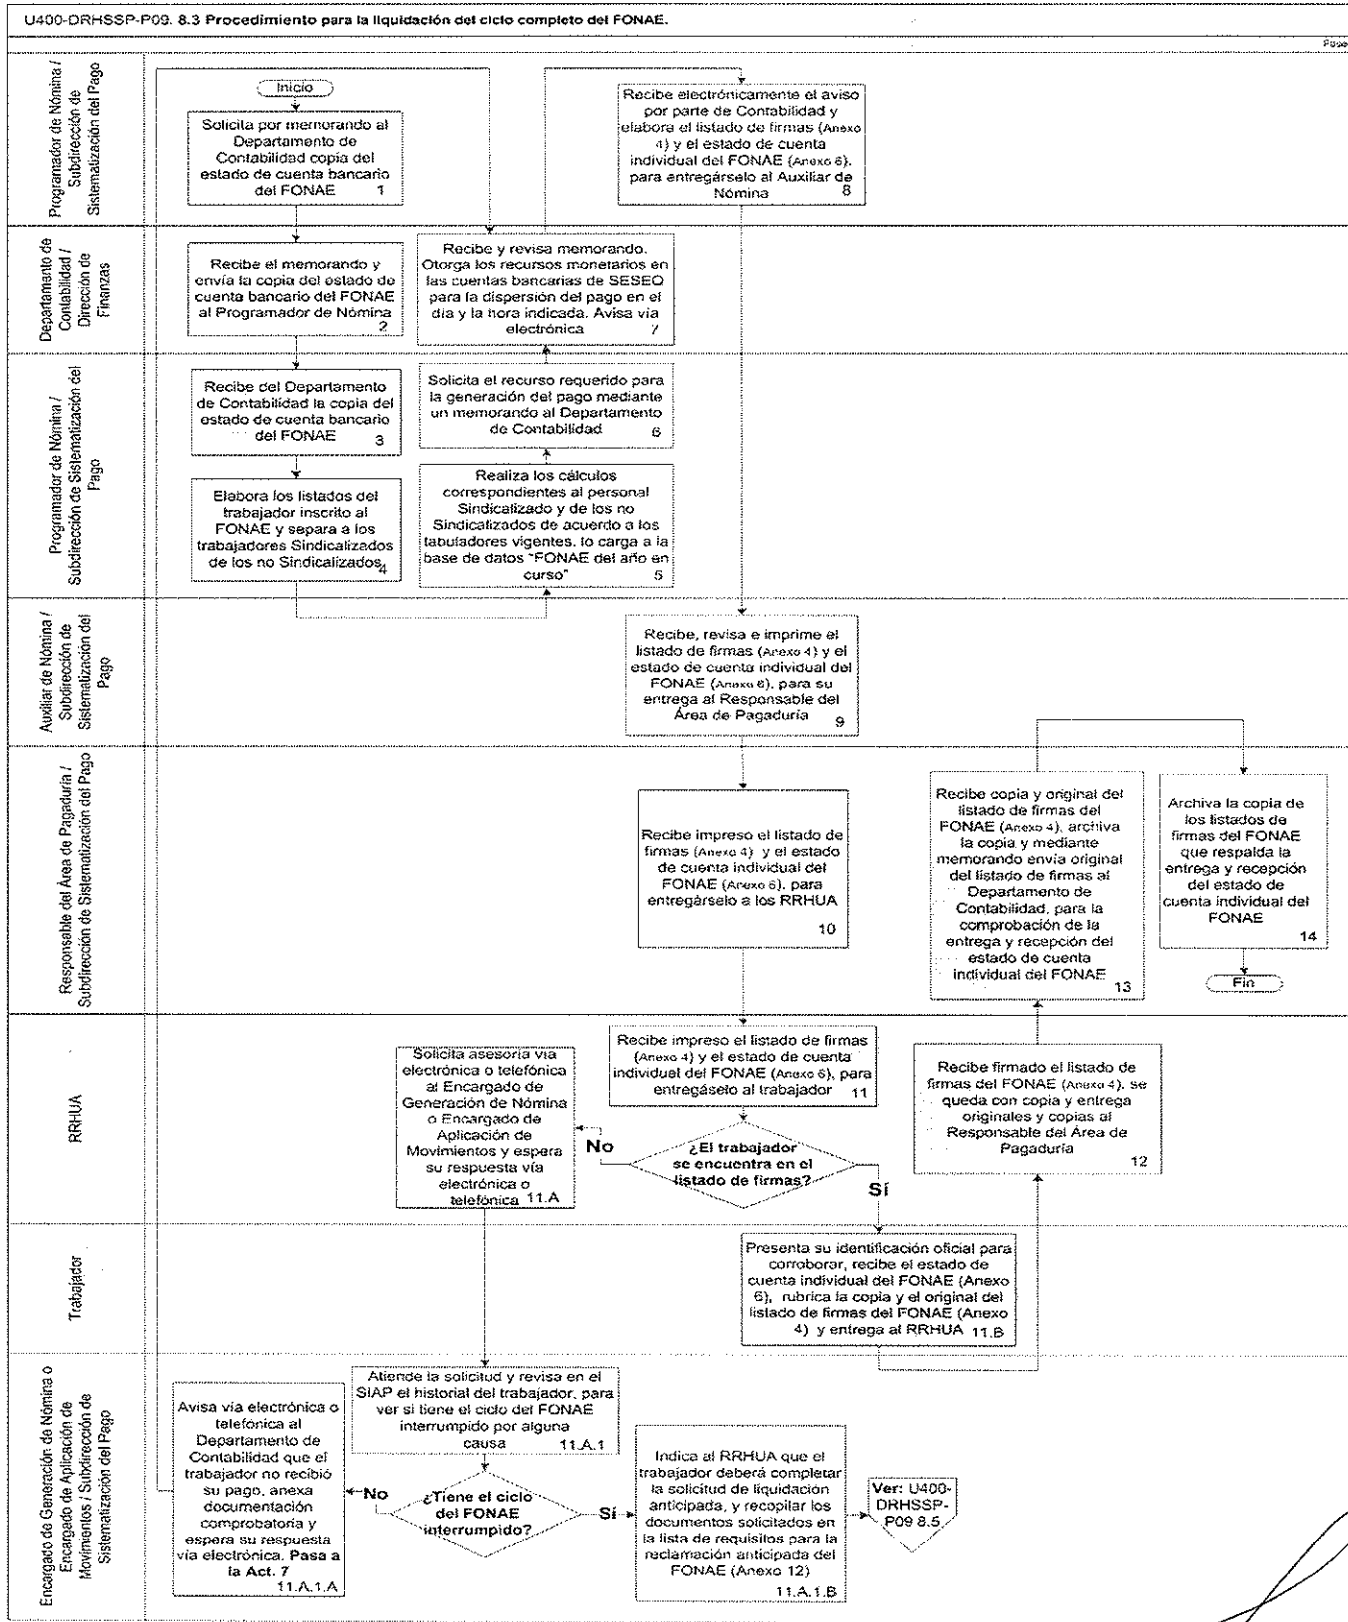 U400-DRHSSP-P09. 8.3 Procedimiento para la liquidación del ciclo completo del FONAE.
Programador de Nómina /
Subdirección de
Sistematización del Pago
Inicio
Solicita por memorando al
Departamento de
Contabilidad copia del
estado de cuenta bancario
del FONAE
1
Recibe electrónicamente el aviso
por parte de Contabilidad y
elabora el listado de firmas (Anexo
4) y el estado de cuenta
individual del FONAE (Anexo 6),
para entregárselo al Auxiliar de
Nómina
8
Departamento de
Contabilidad /
Dirección de
Finanzas
Recibe el memorando y
envía la copia del estado de
cuenta bancario del FONAE
al Programador de Nómina
2
Recibe y revisa memorando.
Otorga los recursos monetarios en
las cuentas bancarias de SESEQ
para la dispersión del pago en el
día y la hora indicada. Avisa vía
electrónica
7
Programador de Nómina /
Subdirección de Sistematización del
Pago
Recibe del Departamento
de Contabilidad la copia del
estado de cuenta bancario
del FONAE
3
Solicita el recurso requerido para
la generación del pago mediante
un memorando al Departamento
de Contabilidad
6
Elabora los listados del
trabajador inscrito al
FONAE y separa a los
trabajadores Sindicalizados
de los no Sindicalizados
4
Realiza los cálculos
correspondientes al personal
Sindicalizado y de los no
Sindicalizados de acuerdo a los
tabuladores vigentes, lo carga a la
base de datos "FONAE del año en
curso"
5
Auxiliar de Nómina /
Subdirección de
Sistematización del
Pago
Recibe, revisa e imprime el
listado de firmas (Anexo 4) y el
estado de cuenta individual del
FONAE (Anexo 6), para su
entrega al Responsable del
Área de Pagaduría
9
Responsable del Área de Pagaduría /
Subdirección de Sistematización del Pago
Recibe impreso el listado de
firmas (Anexo 4) y el estado
de cuenta individual del
FONAE (Anexo 6), para
entregárselo a los RRHUA
10
Recibe copia y original del
listado de firmas del
FONAE (Anexo 4), archiva
la copia y mediante
memorando envía original
del listado de firmas al
Departamento de
Contabilidad, para la
comprobación de la
entrega y recepción del
estado de cuenta
individual del FONAE
13
Archiva la copia de
los listados de
firmas del FONAE
que respalda la
entrega y recepción
del estado de
cuenta individual del
FONAE
14
Fin
RRHUA
Solicita asesoría vía
electrónica o telefónica
al Encargado de
Generación de Nómina
o Encargado de
Aplicación de
Movimientos y espera
su respuesta vía
electrónica o
telefónica 11.A
Recibe impreso el listado de firmas
(Anexo 4) y el estado de cuenta
individual del FONAE (Anexo 6), para
entregáselo al trabajador
11
¿El trabajador
se encuentra en el
listado de firmas?
No
Sí
Recibe firmado el listado de
firmas del FONAE (Anexo 4), se
queda con copia y entrega
originales y copias al
Responsable del Área de
Pagaduría
12
Trabajador
Presenta su identificación oficial para
corroborar, recibe el estado de
cuenta individual del FONAE (Anexo
6), rubrica la copia y el original del
listado de firmas del FONAE (Anexo
4) y entrega al RRHUA 11.B
Encargado de Generación de Nómina o
Encargado de Aplicación de
Movimientos / Subdirección de
Sistematización del Pago
Avisa vía electrónica o
telefónica al
Departamento de
Contabilidad que el
trabajador no recibió
su pago, anexa
documentación
comprobatoria y
espera su respuesta
vía electrónica. Pasa a
la Act. 7
11.A.1.A
Atiende la solicitud y revisa en el
SIAP el historial del trabajador, para
ver si tiene el ciclo del FONAE
interrumpido por alguna
causa
11.A.1
¿Tiene el ciclo
del FONAE
interrumpido?
No
Sí
Indica al RRHUA que el
trabajador deberá completar
la solicitud de liquidación
anticipada, y recopilar los
documentos solicitados en
la lista de requisitos para la
reclamación anticipada del
FONAE (Anexo 12)
11.A.1.B
Ver: U400-
DRHSSP-
P09 8.5